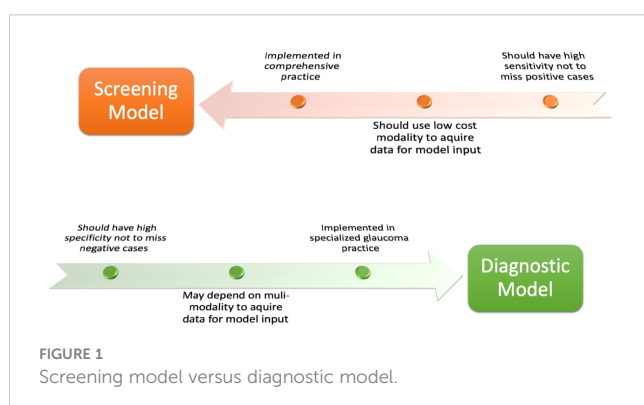 Implemented in
comprehensive
practice
Should have high
sensitivity not to
miss positive cases
Screening
Model
Should use low cost
modality to aquire
data for model input
Should have high
specificity not to miss
negative cases
Implemented in
specialized glaucoma
practice
May depend on muli-
modality to aquire
data for model input
Diagnostic
Model
FIGURE 1
Screening model versus diagnostic model.